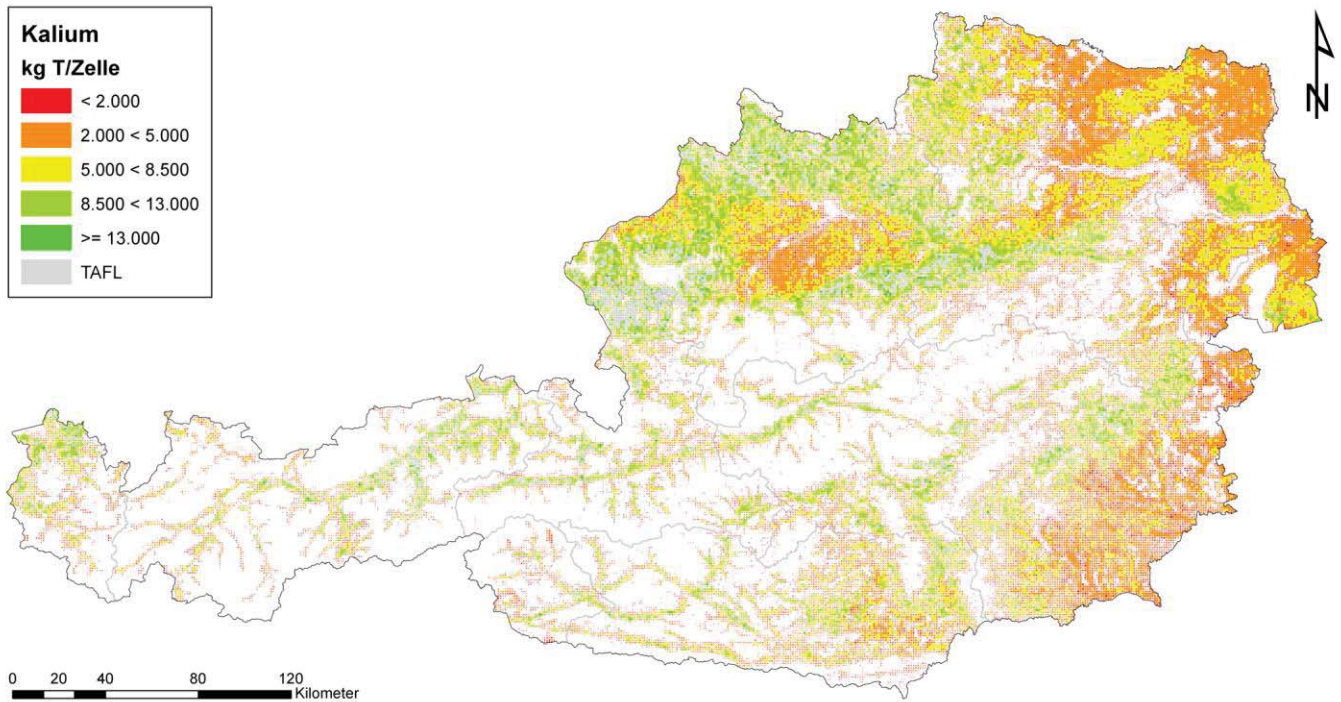 Kalium
kg T/Zelle
< 2.000
2.000 < 5.000
5.000 < 8.500
8.500 < 13.000
>= 13.000
TAFL
N
0 20 40 80 120
Kilometer